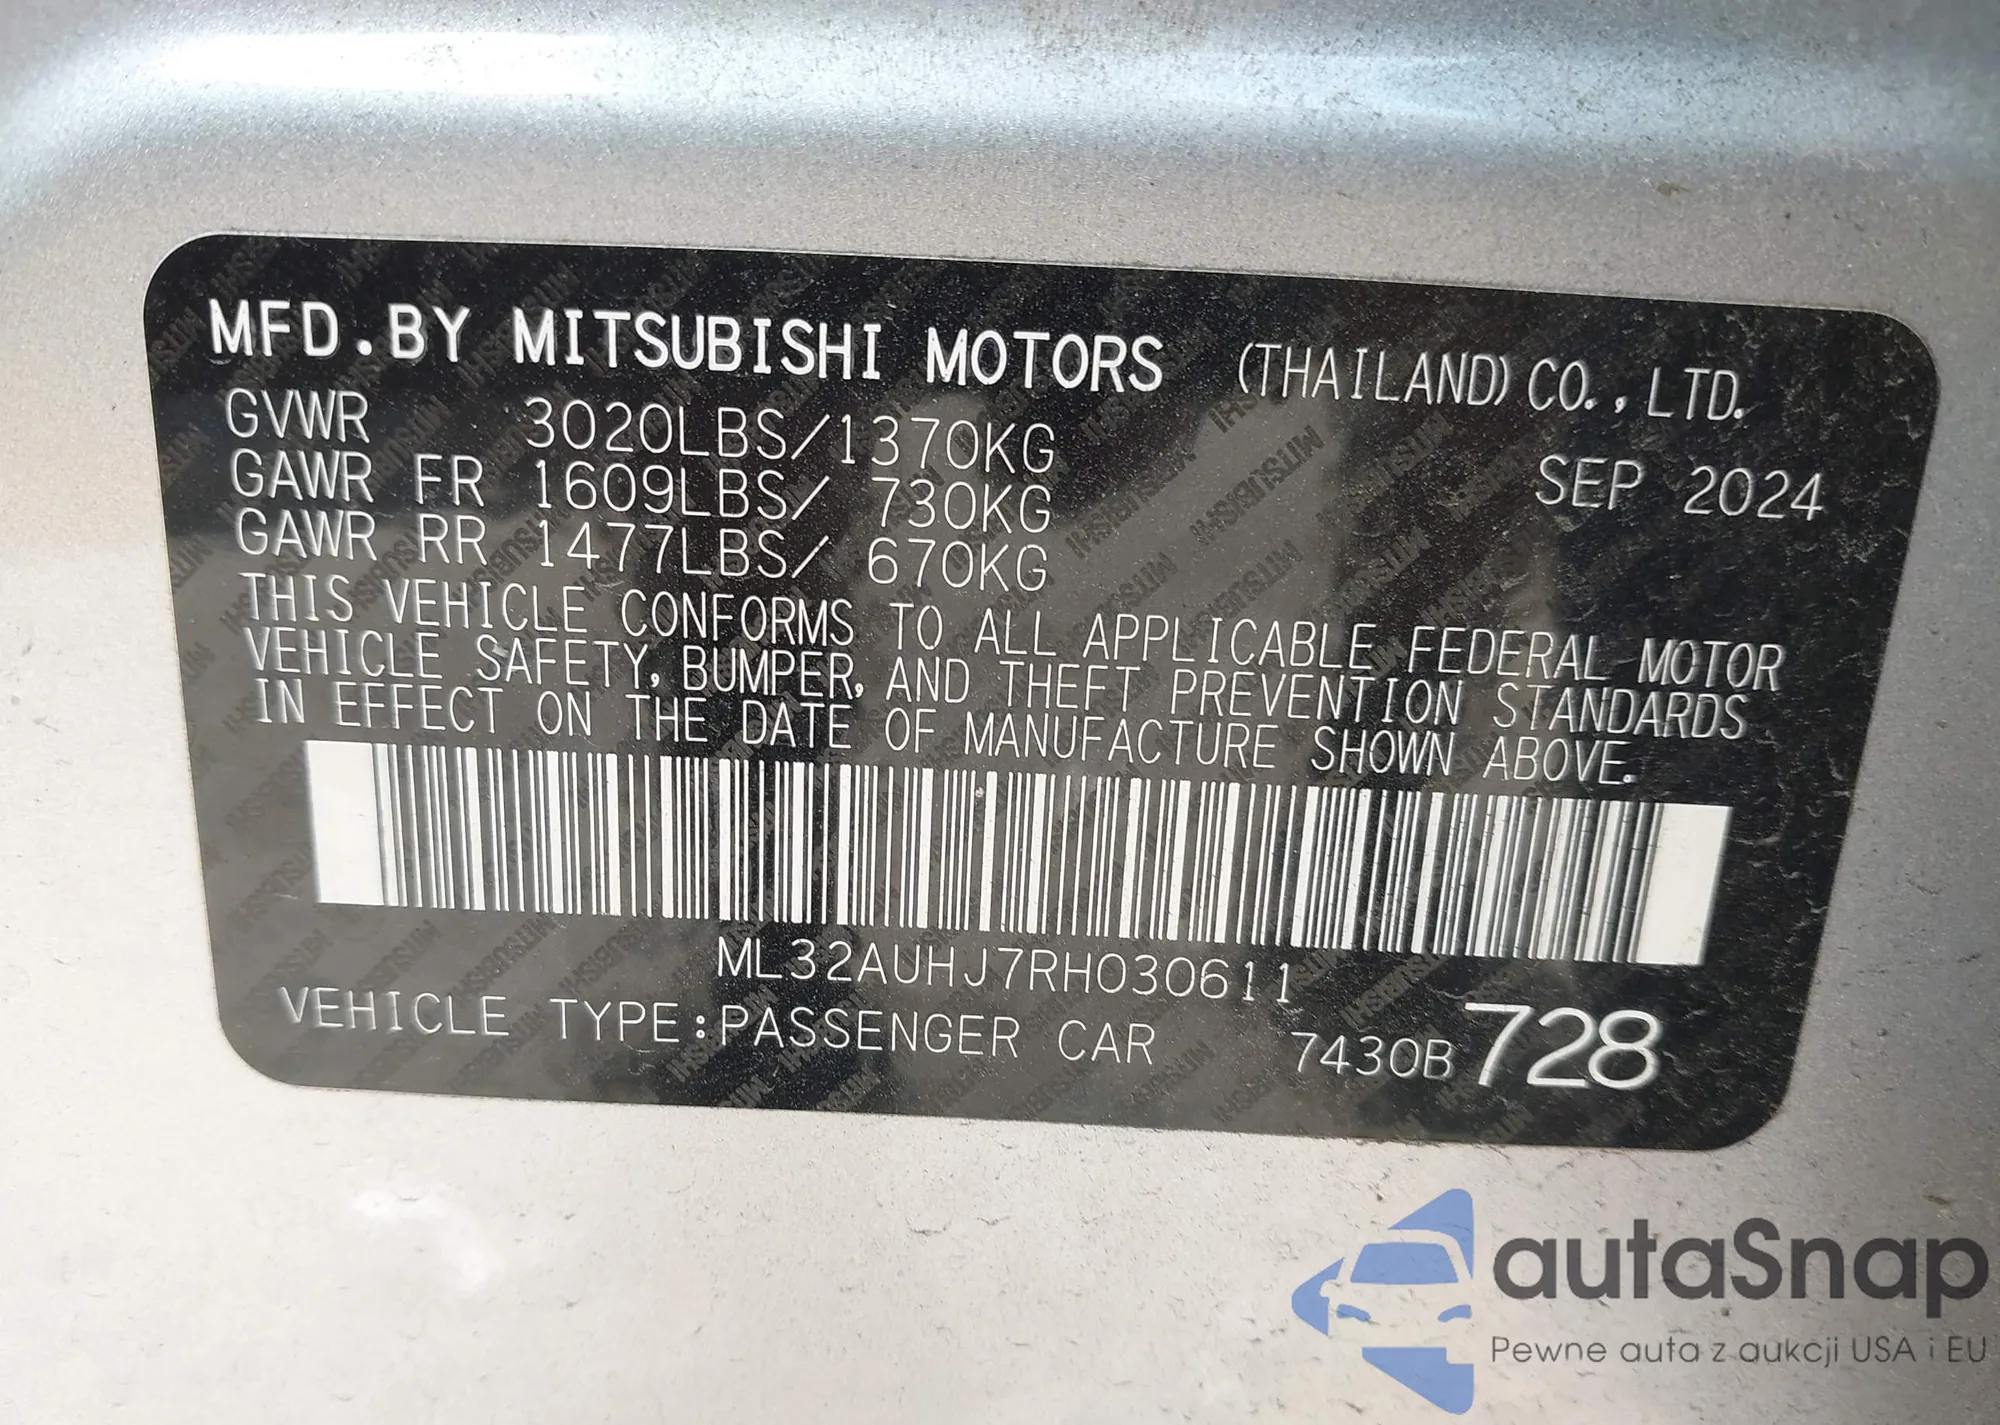 MFD.BY MITSUBISHI MOTORS (THAILAND) CO., LTD.
GVWR 3020LBS/1370KG
GAWR FR 1609LBS/ 730KG SEP 2024
GAWR RR 1477LBS/ 670KG
THIS VEHICLE CONFORMS TO ALL APPLICABLE FEDERAL MOTOR
VEHICLE SAFETY, BUMPER, AND THEFT PREVENTION STANDARDS
IN EFFECT ON THE DATE OF MANUFACTURE SHOWN ABOVE.
ML32AUHJ7RH030611
VEHICLE TYPE:PASSENGER CAR 7430B 728
autaSnap
Pewne auta z aukcji USA i EU